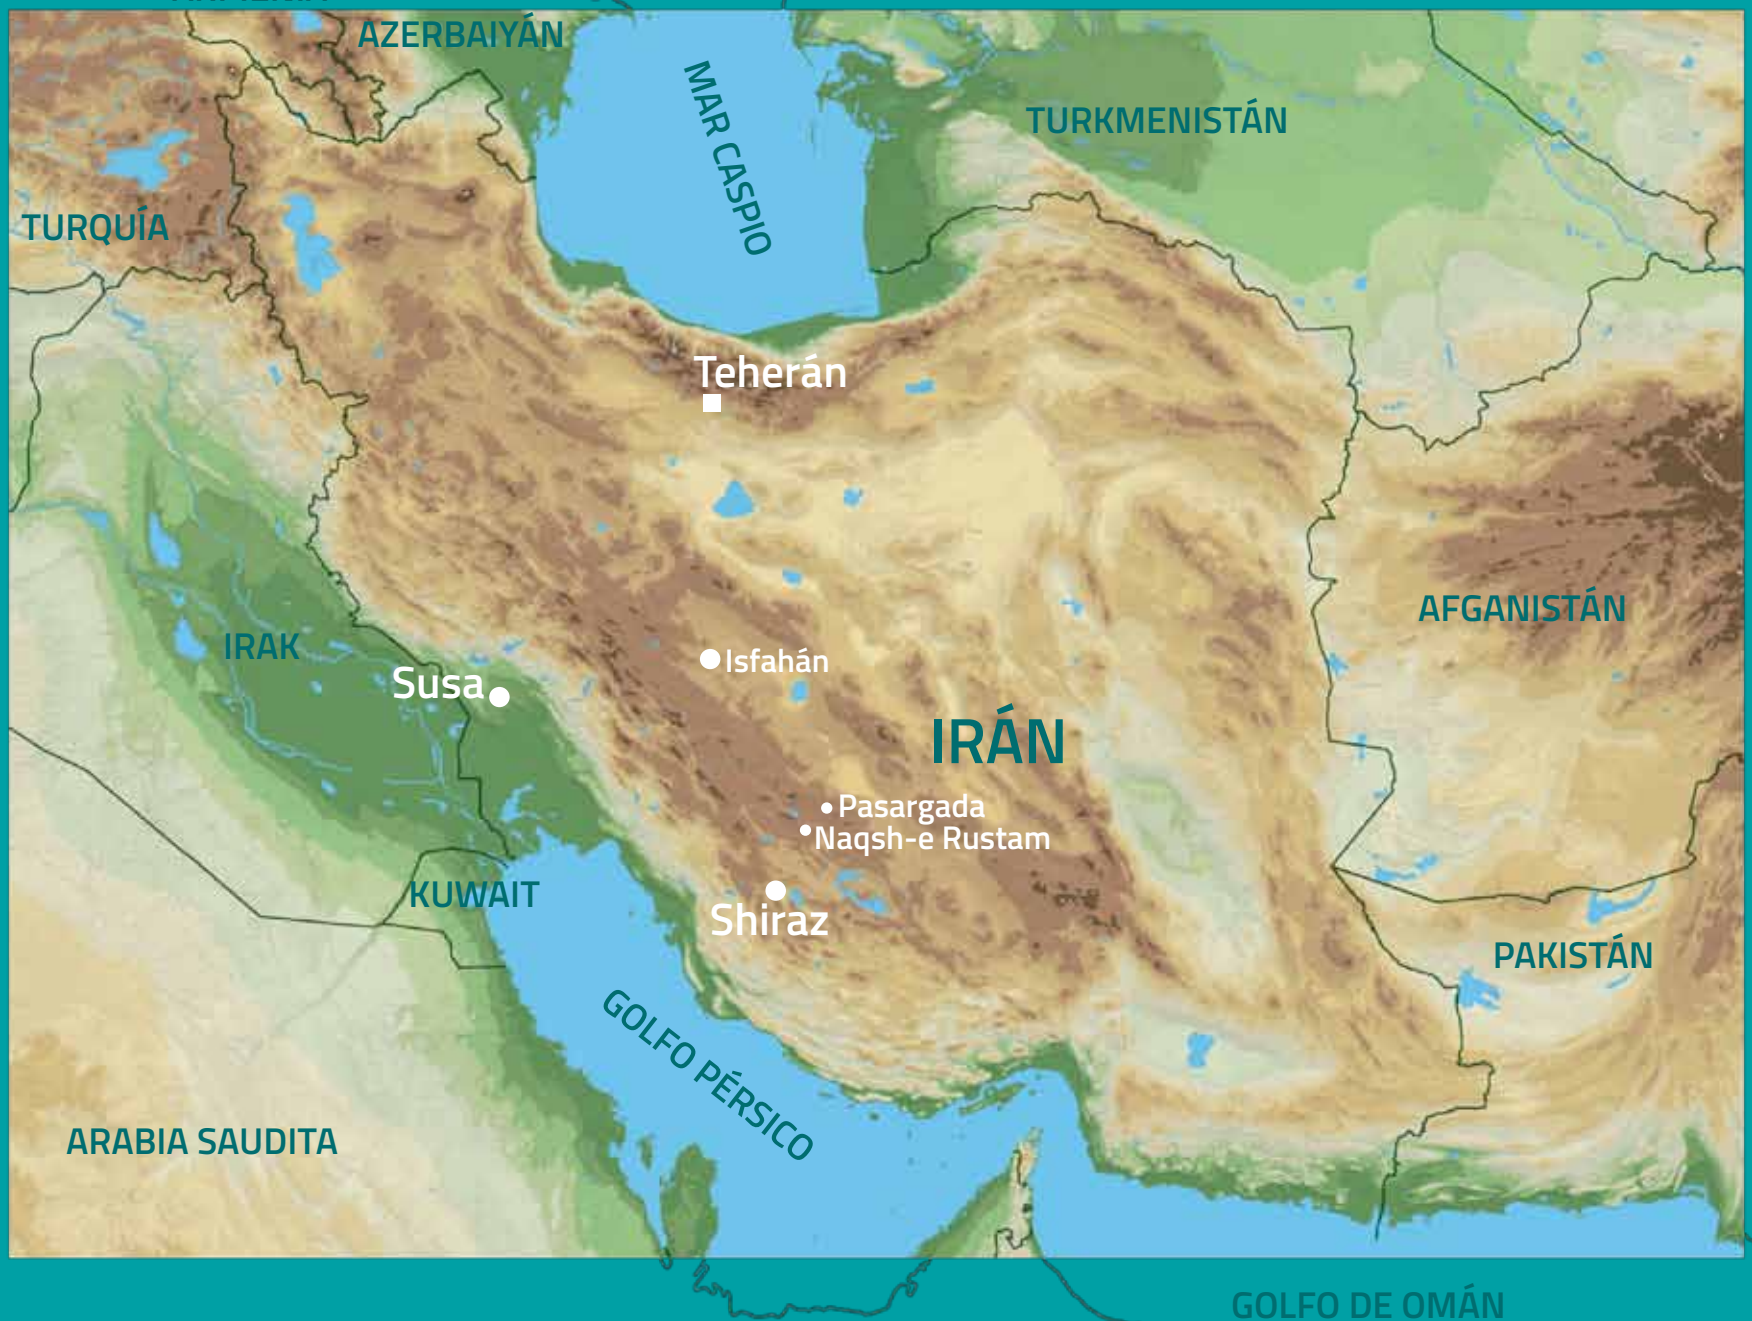 AZERBAIYÁN
MAR CASPIO
TURKMENISTÁN
TURQUÍA
Teherán
AFGANISTÁN
IRAK
Isfahán
Susa
IRÁN
Pasargada
Naqsh-e Rustam
KUWAIT
Shiraz
PAKISTÁN
GOLFO PÉRSICO
ARABIA SAUDITA
GOLFO DE OMÁN